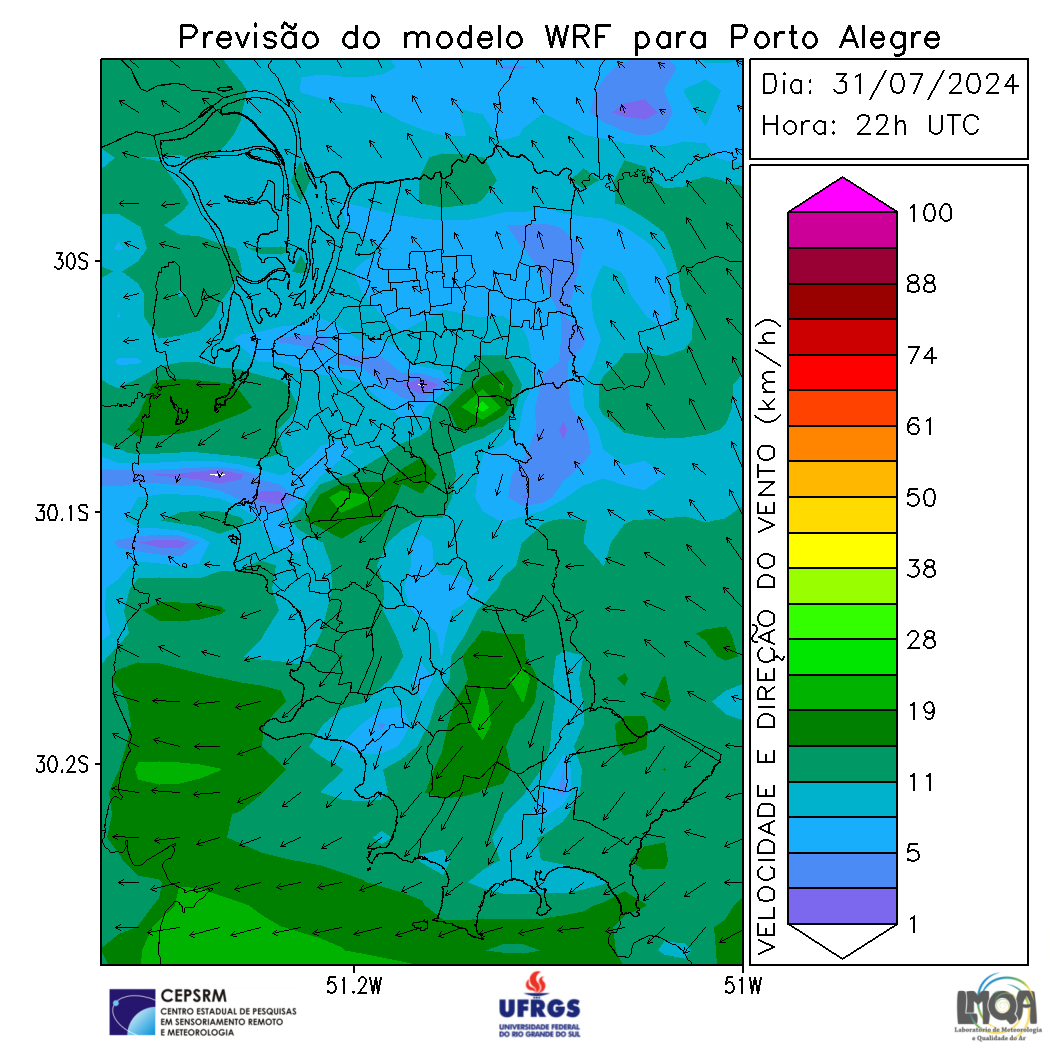 Previsão do modelo WRF para Porto Alegre
Dia: 31/07/2024
Hora: 22h UTC
30S
30.1S
30.2S
51.2W
51W
VELOCIDADE E DIREÇÃO DO VENTO (km/h)
100
88
74
61
50
38
28
19
11
5
1
CEPSRM
CENTRO ESTADUAL DE PESQUISAS
EM SENSORIAMENTO REMOTO
E METEOROLOGIA
UFRGS
UNIVERSIDADE FEDERAL
DO RIO GRANDE DO SUL
LMQA
Laboratório de Meteorologia
e Qualidade do Ar